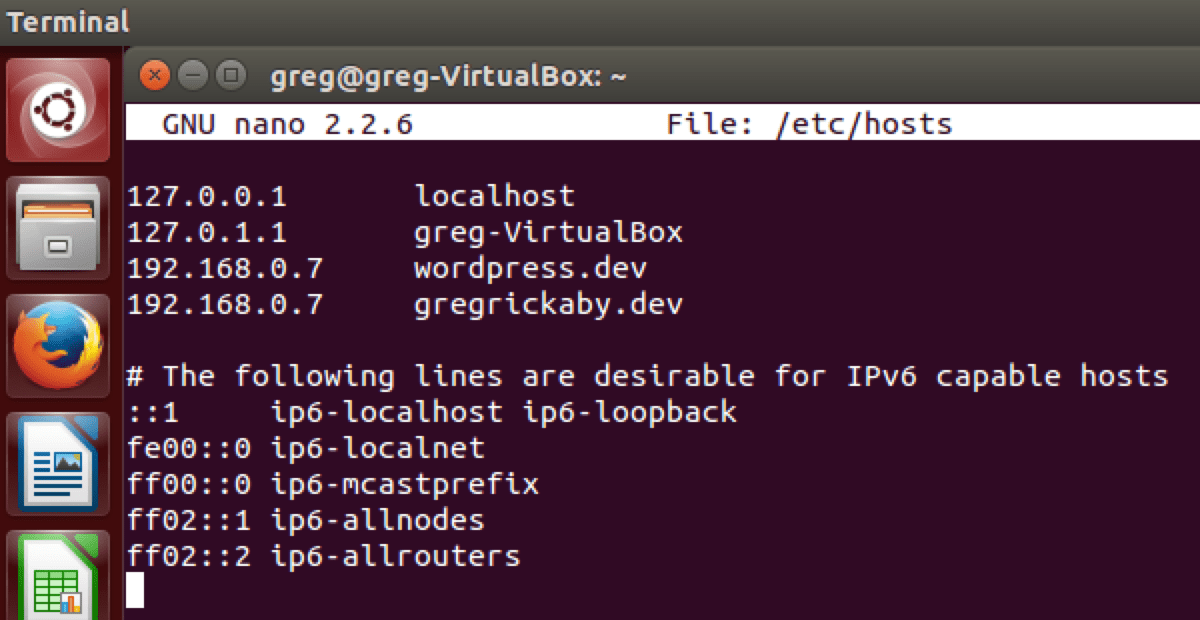 Terminal
greg@greg-VirtualBox: ~
GNU nano 2.2.6 File: /etc/hosts
127.0.0.1 localhost
127.0.1.1 greg-VirtualBox
192.168.0.7 wordpress.dev
192.168.0.7 gregrickaby.dev
# The following lines are desirable for IPv6 capable hosts
::1 ip6-localhost ip6-loopback
fe00::0 ip6-localnet
ff00::0 ip6-mcastprefix
ff02::1 ip6-allnodes
ff02::2 ip6-allrouters